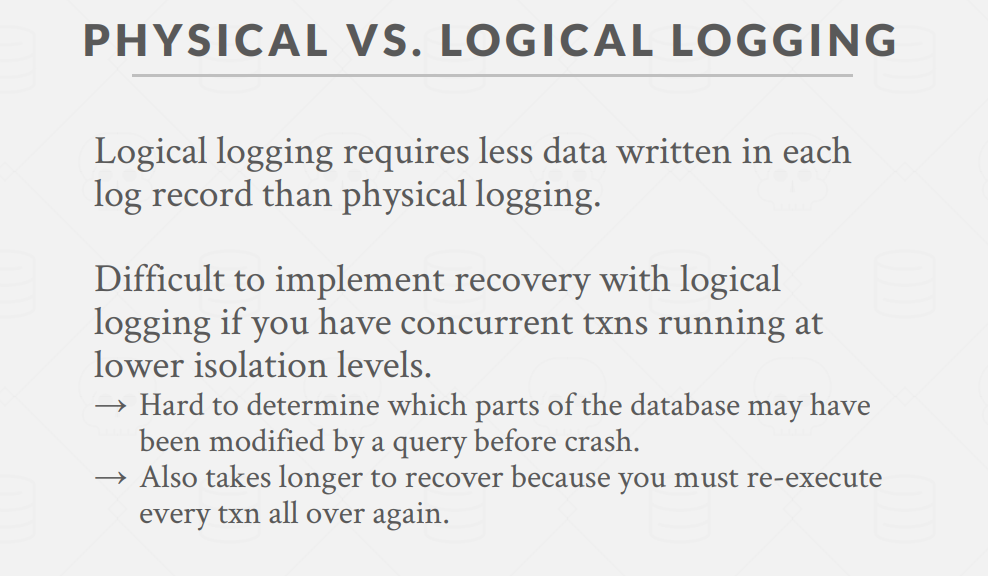 PHYSICAL VS. LOGICAL LOGGING
Logical logging requires less data written in each
log record than physical logging.
Difficult to implement recovery with logical
logging if you have concurrent txns running at
lower isolation levels.
→ Hard to determine which parts of the database may have
been modified by a query before crash.
→ Also takes longer to recover because you must re-execute
every txn all over again.